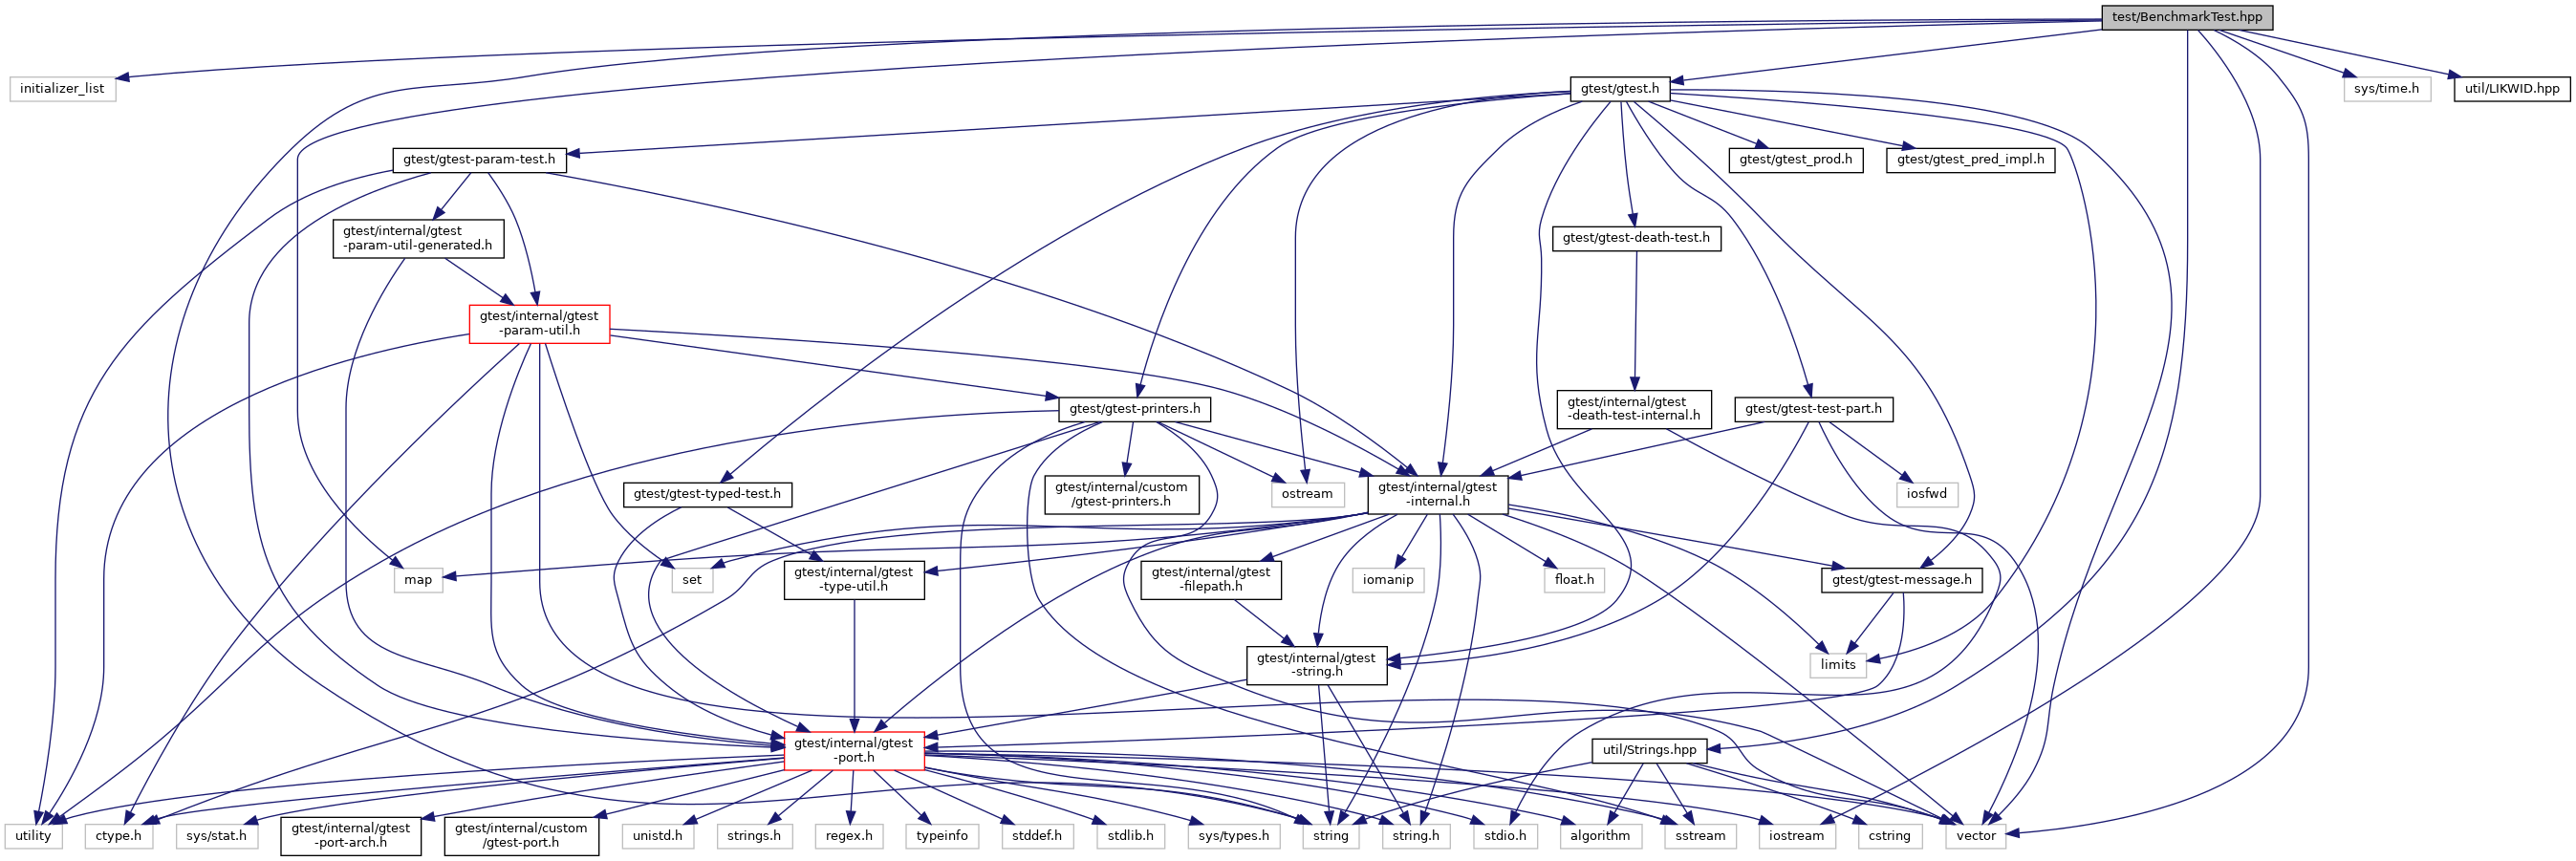 test/BenchmarkTest.hpp
initializer_list
gtest/gtest.h
sys/time.h
util/LIKWID.hpp
gtest/gtest-param-test.h
gtest/gtest_prod.h
gtest/gtest_pred_impl.h
gtest/internal/gtest
-param-util-generated.h
gtest/gtest-death-test.h
gtest/internal/gtest
-param-util.h
gtest/gtest-printers.h
gtest/internal/gtest
-death-test-internal.h
gtest/gtest-test-part.h
gtest/gtest-typed-test.h
gtest/internal/custom
/gtest-printers.h
ostream
gtest/internal/gtest
-internal.h
iosfwd
map
set
gtest/internal/gtest
-type-util.h
gtest/internal/gtest
-filepath.h
iomanip
float.h
gtest/gtest-message.h
gtest/internal/gtest
-string.h
limits
gtest/internal/gtest
-port.h
util/Strings.hpp
utility
ctype.h
sys/stat.h
gtest/internal/gtest
-port-arch.h
gtest/internal/custom
/gtest-port.h
unistd.h
strings.h
regex.h
typeinfo
stddef.h
stdlib.h
sys/types.h
string
string.h
stdio.h
algorithm
sstream
iostream
cstring
vector